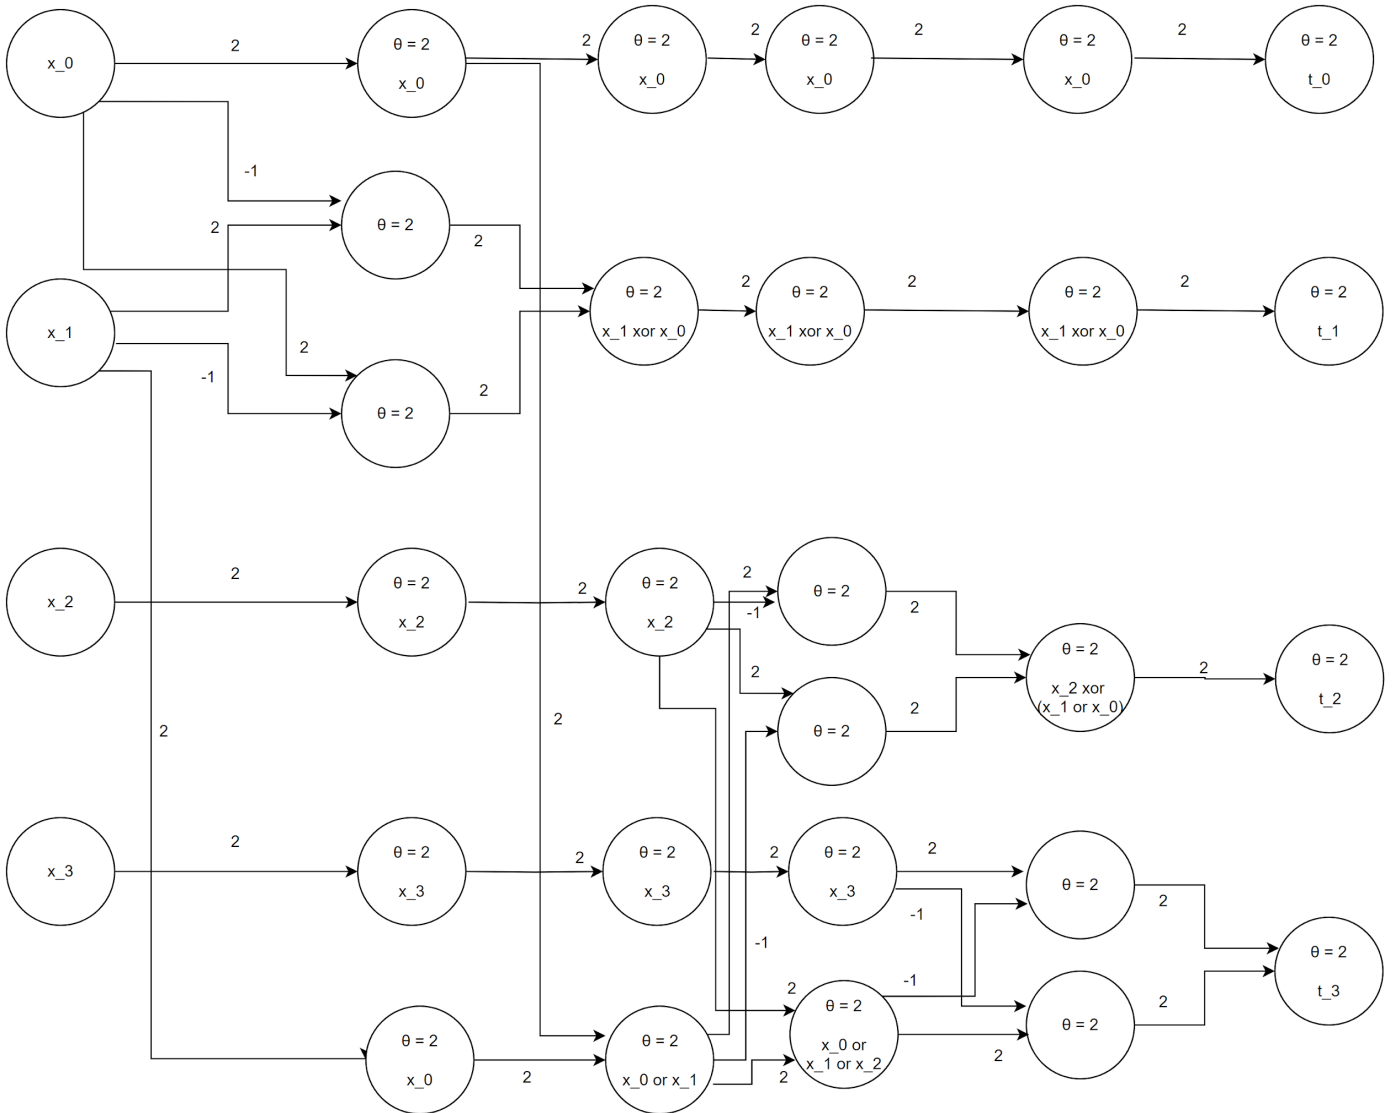 x_0
2
θ = 2
x_0
2
θ = 2
x_0
2
θ = 2
x_0
2
θ = 2
x_0
2
θ = 2
t_0
-1
2
θ = 2
2
x_1
2
-1
θ = 2
2
θ = 2
x_1 xor x_0
2
θ = 2
x_1 xor x_0
2
θ = 2
x_1 xor x_0
2
θ = 2
t_1
x_2
2
θ = 2
x_2
2
θ = 2
x_2
2
-1
θ = 2
2
2
θ = 2
2
θ = 2
x_2 xor
(x_1 or x_0)
2
θ = 2
t_2
2
2
x_3
2
θ = 2
x_3
2
θ = 2
x_3
2
θ = 2
x_3
2
-1
θ = 2
2
-1
2
-1
θ = 2
x_0
2
θ = 2
x_0 or x_1
2
θ = 2
x_0 or
x_1 or x_2
2
θ = 2
2
θ = 2
t_3